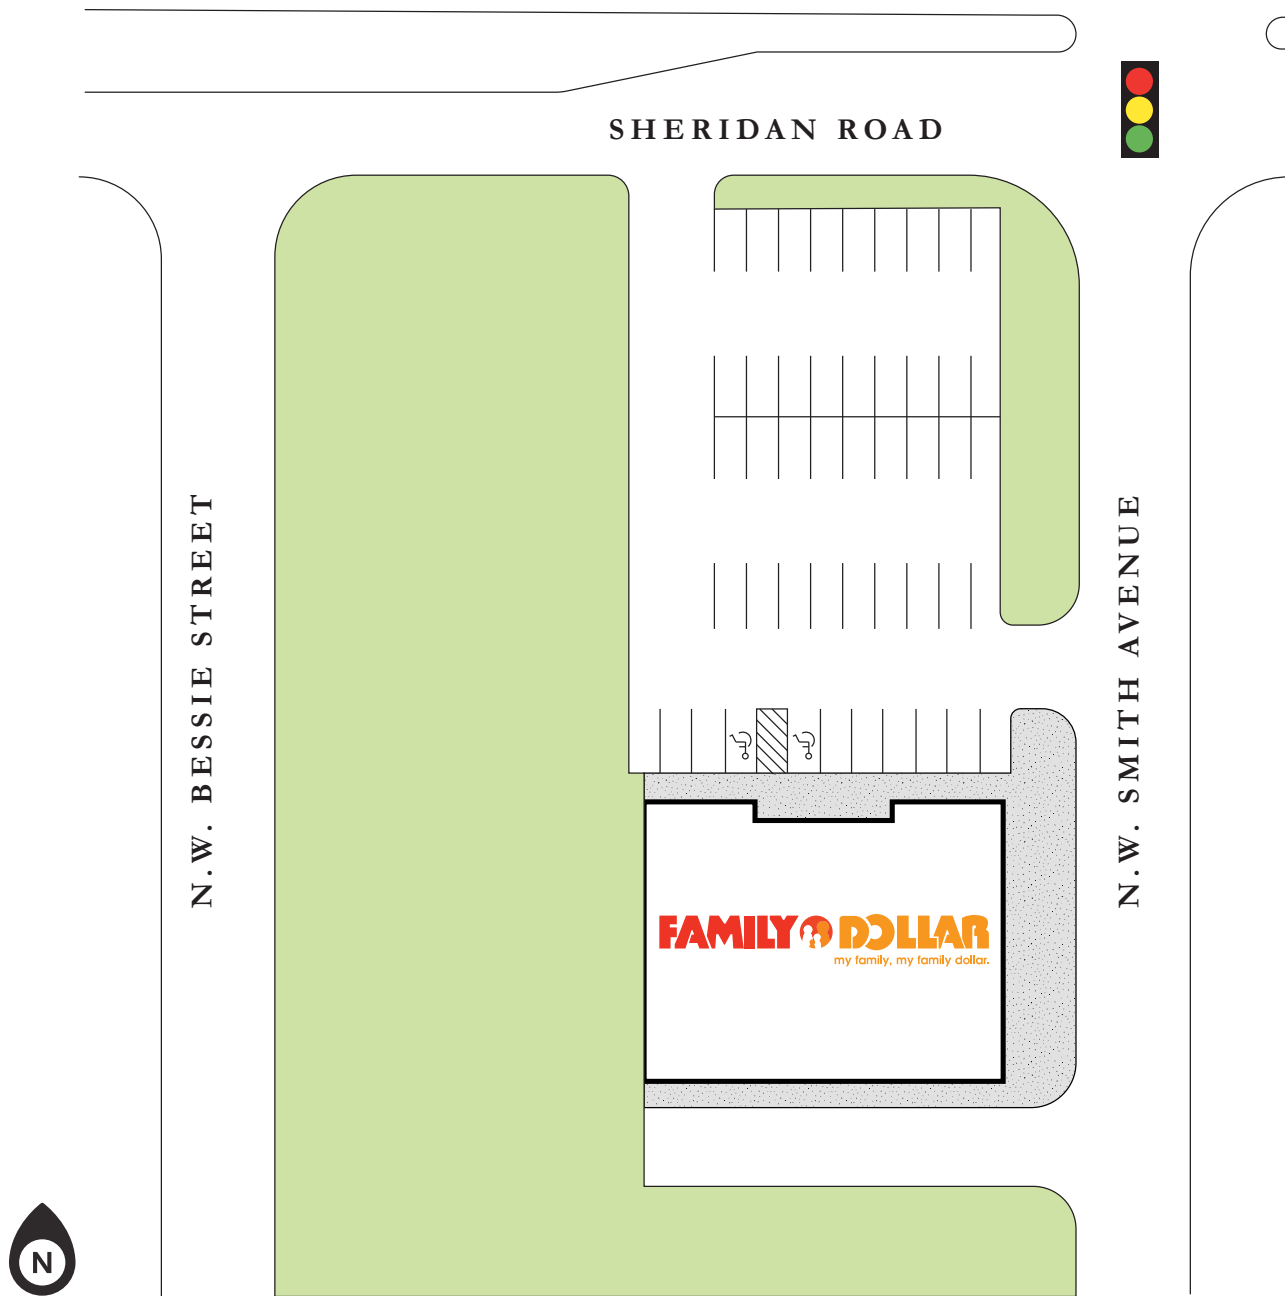 SHERIDAN ROAD
N.W. BESSIE STREET
N.W. SMITH AVENUE
FAMILY DOLLAR
my family, my family dollar.
N